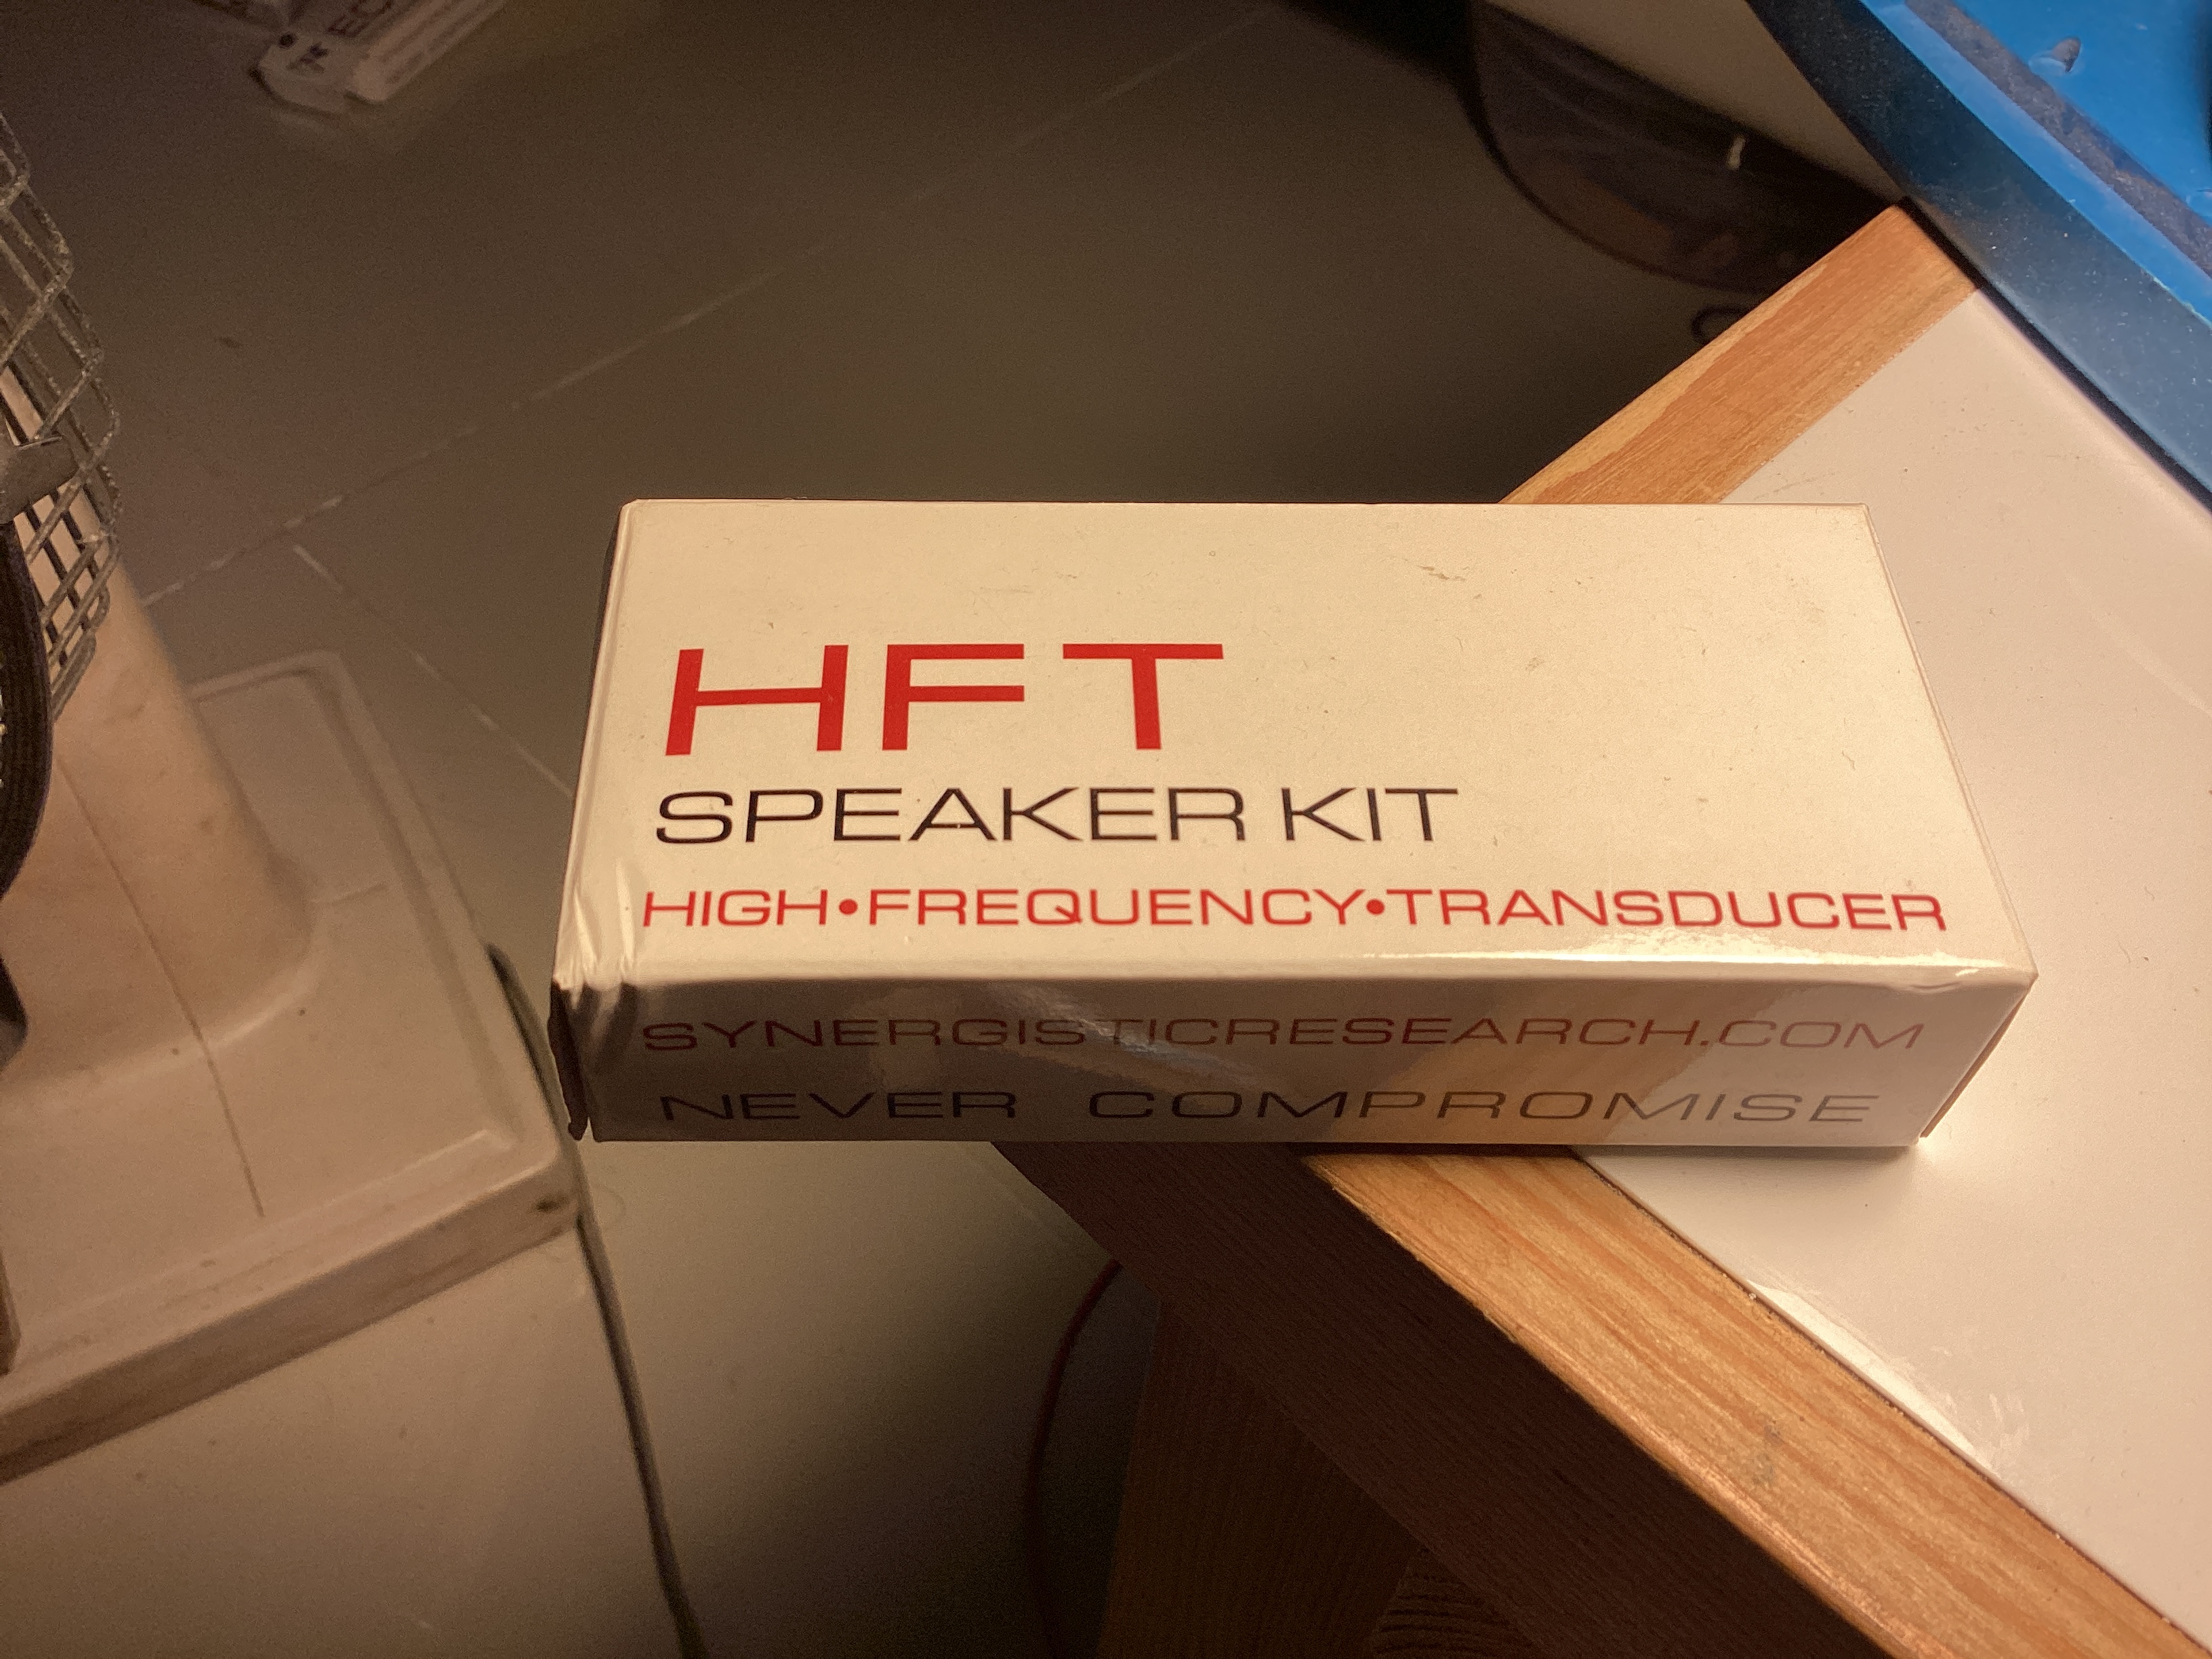 HFT
SPEAKER KIT
HIGH•FREQUENCY•TRANSDUCER
SYNERGISTICRESEARCH.COM
NEVER COMPROMISE